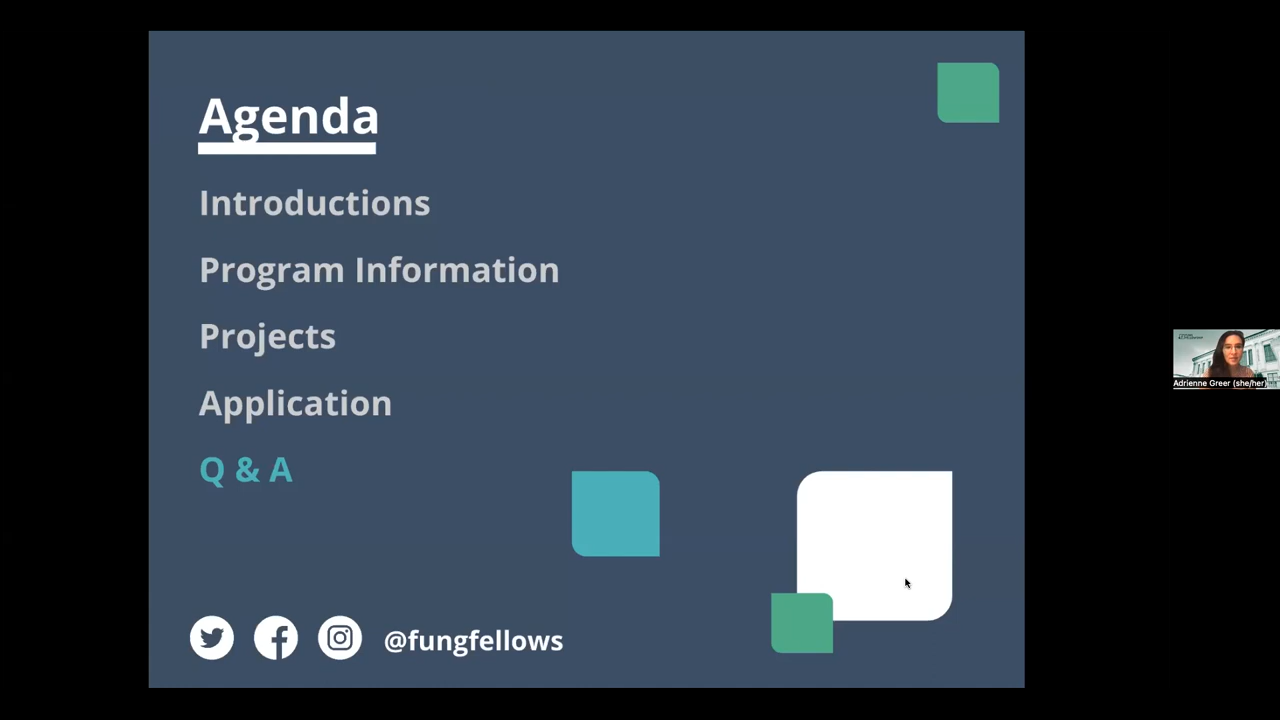 Agenda
Introductions
Program Information
Projects
Application
Q & A
@fungfellows
Adrienne Greer (she/her)